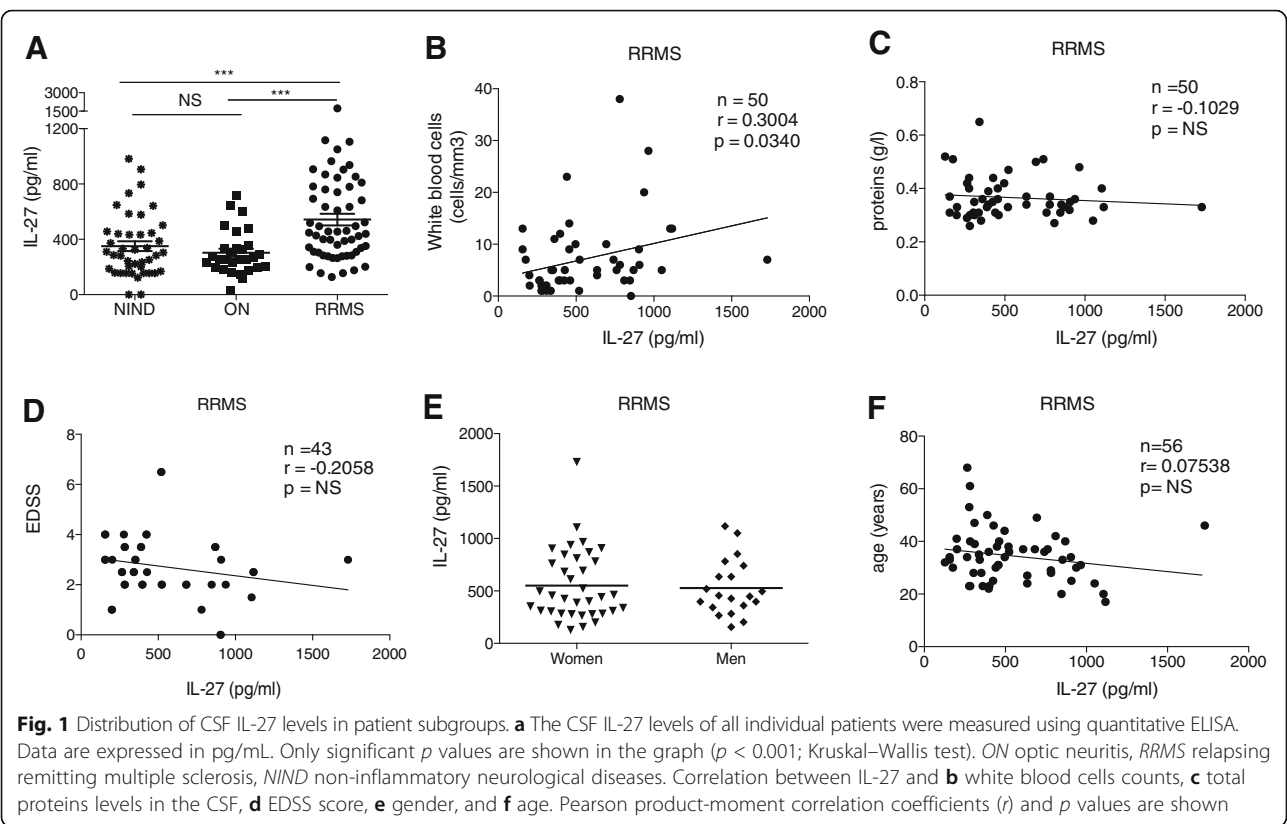 A
***
NS
***
3000
1500
1200
800
400
0
IL-27 (pg/ml)
NIND
ON
RRMS
B
RRMS
n = 50
r = 0.3004
p = 0.0340
40
30
20
10
0
White blood cells
(cells/mm3)
0
500
1000
1500
2000
IL-27 (pg/ml)
C
RRMS
n =50
r = -0.1029
p = NS
0.8
0.6
0.4
0.2
0.0
proteins (g/l)
0
500
1000
1500
2000
IL-27 (pg/ml)
D
RRMS
n =43
r = -0.2058
p = NS
8
6
4
2
0
EDSS
0
500
1000
1500
2000
IL-27 (pg/ml)
E
RRMS
2000
1500
1000
500
0
IL-27 (pg/ml)
Women
Men
F
RRMS
n=56
r= 0.07538
p= NS
80
60
40
20
0
age (years)
0
500
1000
1500
2000
IL-27 (pg/ml)
Fig. 1 Distribution of CSF IL-27 levels in patient subgroups. a The CSF IL-27 levels of all individual patients were measured using quantitative ELISA.
Data are expressed in pg/mL. Only significant p values are shown in the graph (p < 0.001; Kruskal–Wallis test). ON optic neuritis, RRMS relapsing
remitting multiple sclerosis, NIND non-inflammatory neurological diseases. Correlation between IL-27 and b white blood cells counts, c total
proteins levels in the CSF, d EDSS score, e gender, and f age. Pearson product-moment correlation coefficients (r) and p values are shown